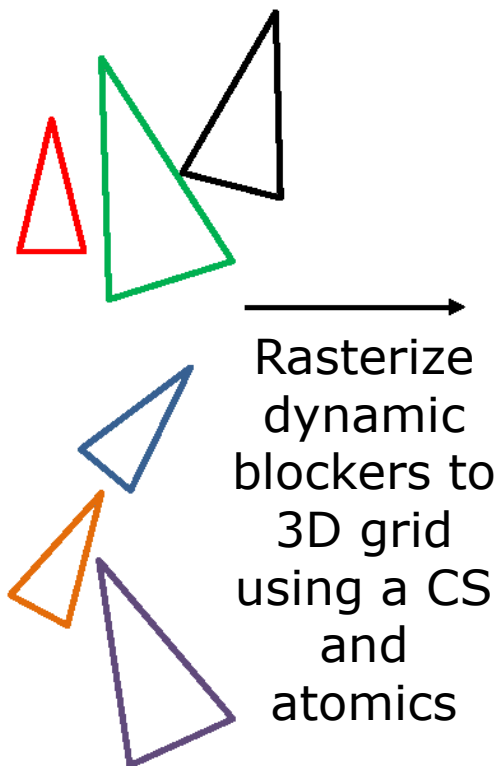 Rasterize
dynamic
blockers to
3D grid
using a CS
and
atomics